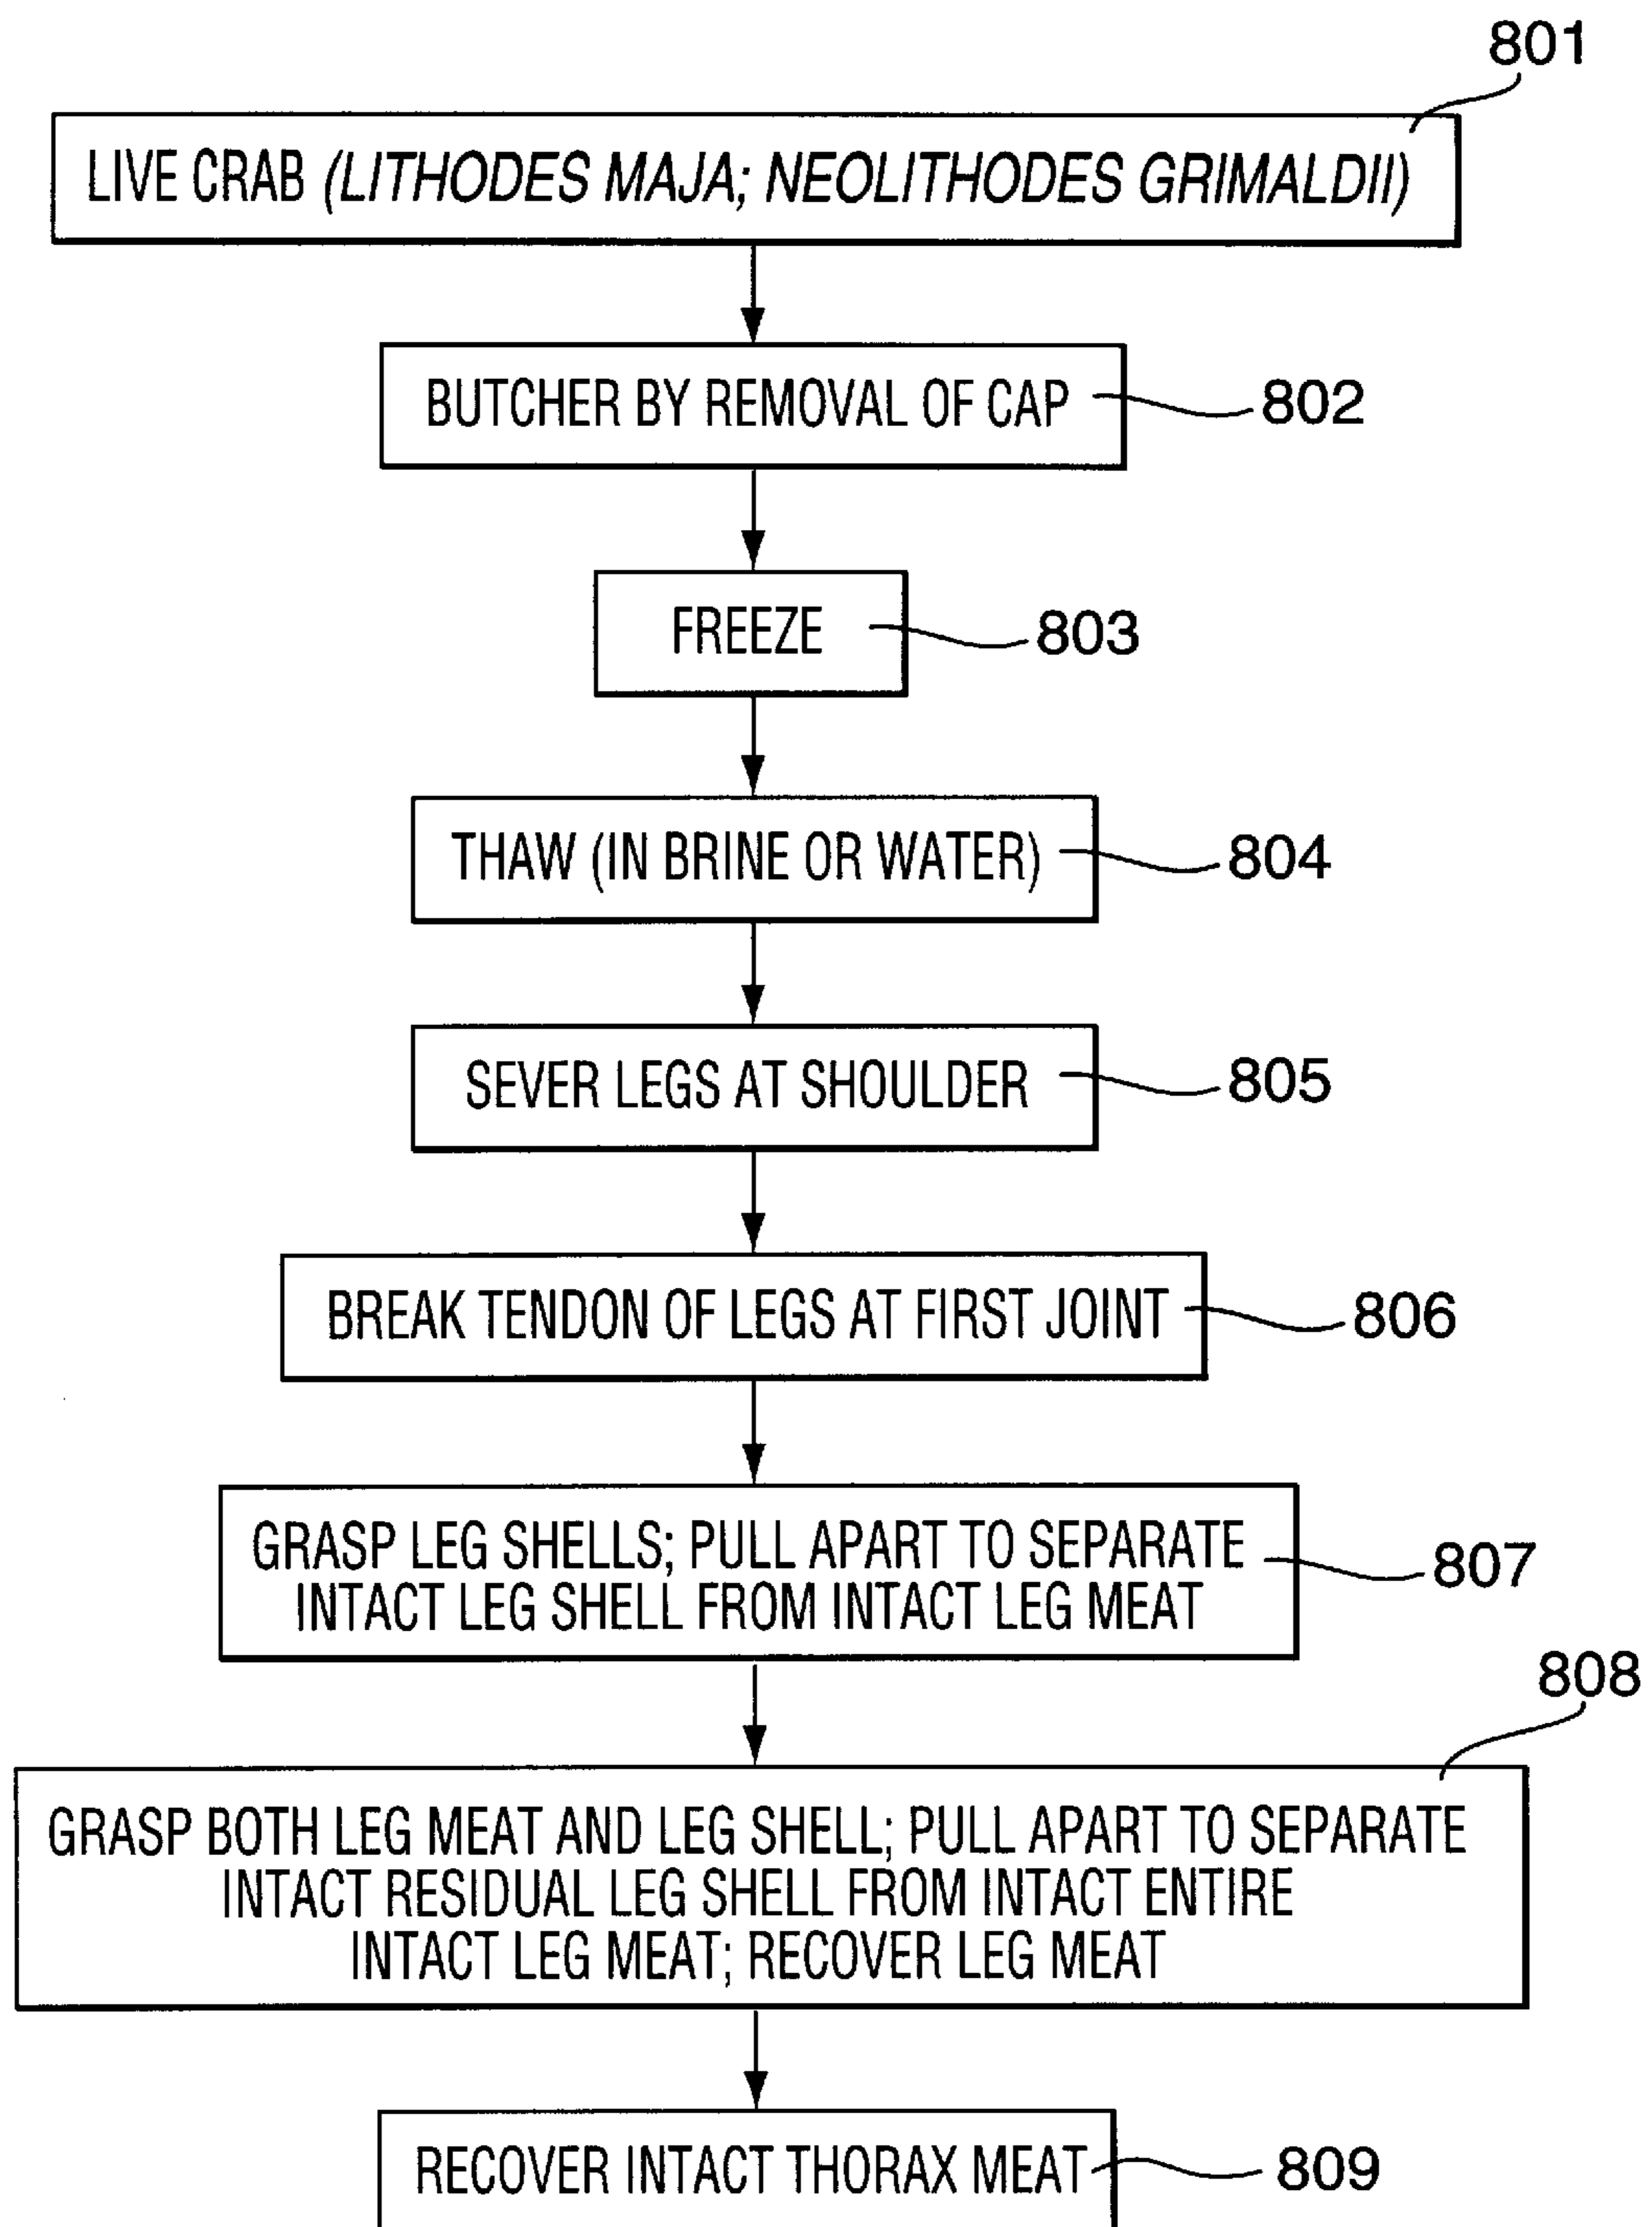 801
LIVE CRAB (LITHODES MAJA; NEOLITHODES GRIMALDII)
BUTCHER BY REMOVAL OF CAP
802
FREEZE
803
THAW (IN BRINE OR WATER)
804
SEVER LEGS AT SHOULDER
805
BREAK TENDON OF LEGS AT FIRST JOINT
806
GRASP LEG SHELLS; PULL APART TO SEPARATE
INTACT LEG SHELL FROM INTACT LEG MEAT
807
808
GRASP BOTH LEG MEAT AND LEG SHELL; PULL APART TO SEPARATE
INTACT RESIDUAL LEG SHELL FROM INTACT ENTIRE
INTACT LEG MEAT; RECOVER LEG MEAT
RECOVER INTACT THORAX MEAT
809